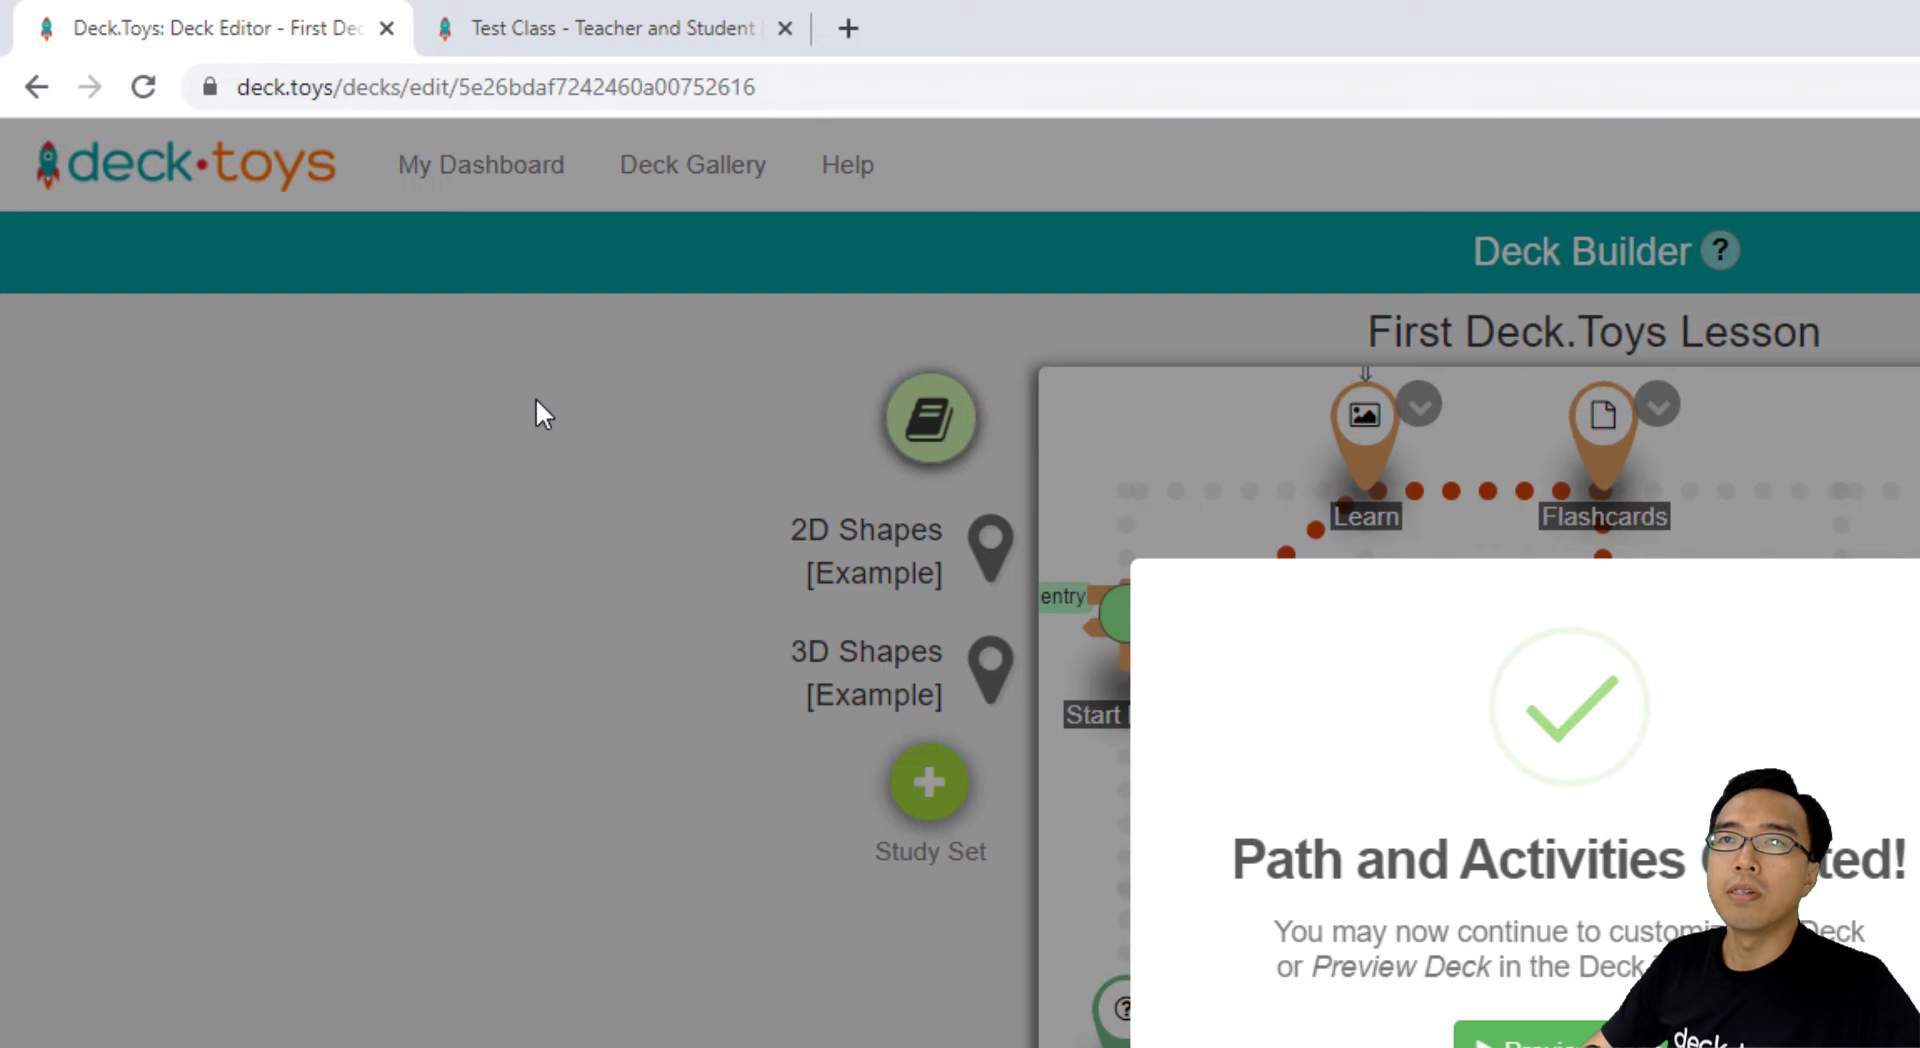 Deck.Toys: Deck Editor - First Dec
Test Class - Teacher and Student
deck.toys/decks/edit/5e26bdaf7242460a00752616
deck•toys
My Dashboard
Deck Gallery
Help
Deck Builder ?
First Deck.Toys Lesson
2D Shapes
[Example]
3D Shapes
[Example]
Study Set
Learn
Flashcards
entry
Start
Path and Activities ted!
You may now continue to custom Deck
or Preview Deck in the Deck
deck